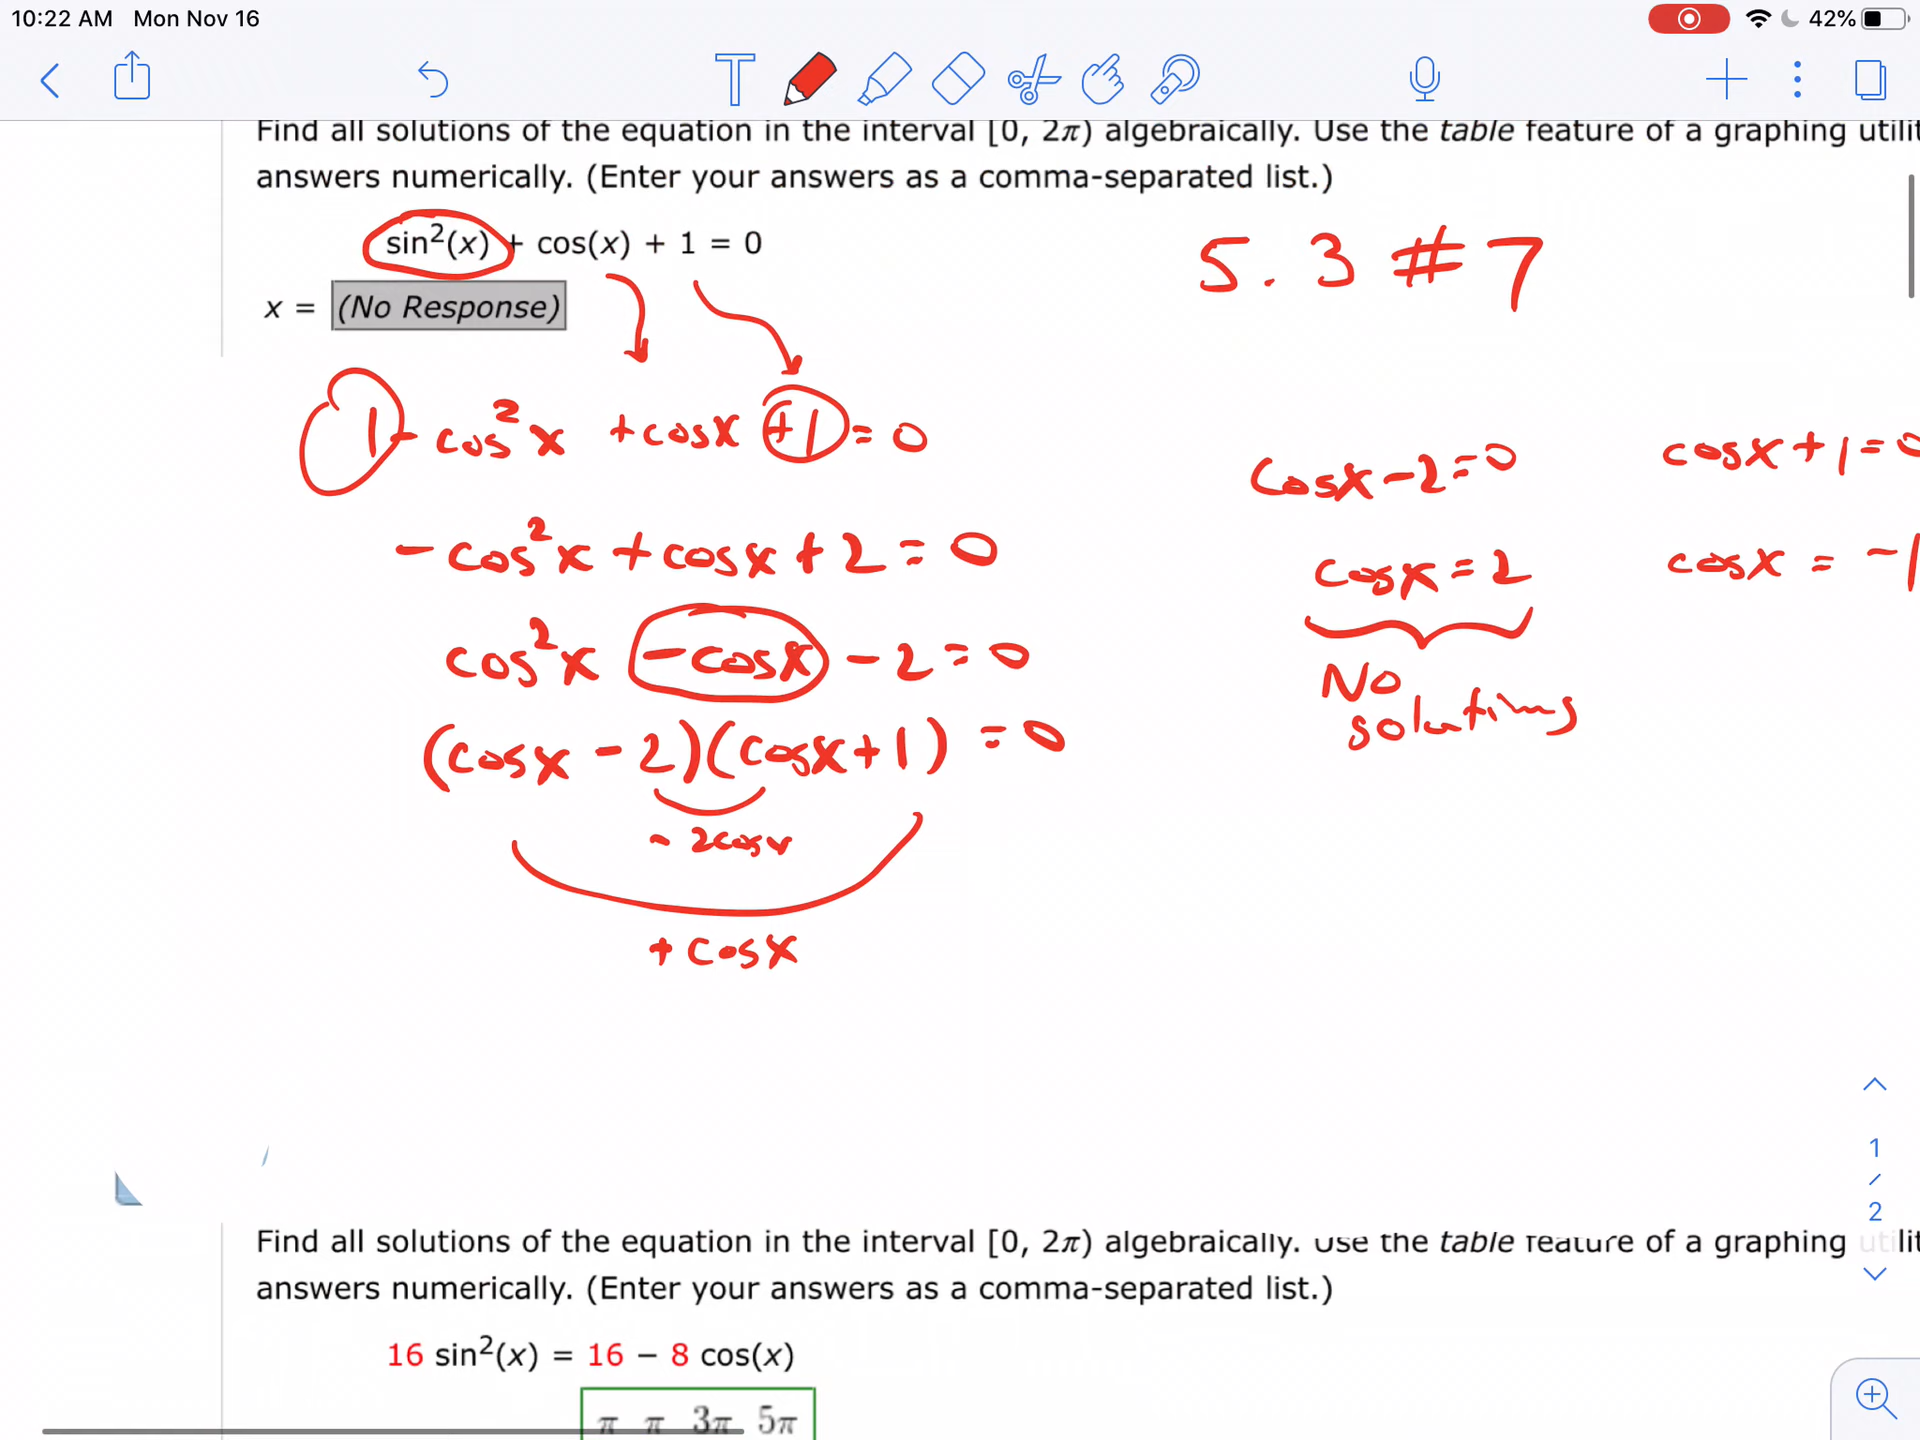 10:22 AM Mon Nov 16
42%
Find all solutions of the equation in the interval [0, 2π) algebraically. Use the table feature of a graphing utilit
answers numerically. (Enter your answers as a comma-separated list.)
sin²(x) + cos(x) + 1 = 0
5.3 #7
x = (No Response)
1 - cos²x + cosx +1 = 0
-cos²x + cosx + 2 = 0
cos²x - cosx - 2 = 0
(cosx - 2)(cosx + 1) = 0
- 2cosx
+ cosx
cosx - 2 = 0
cosx = 2
No
solutions
cosx + 1 = 0
cosx = -1
1
/
2
Find all solutions of the equation in the interval [0, 2π) algebraically. Use the table feature of a graphing utilit
answers numerically. (Enter your answers as a comma-separated list.)
16 sin²(x) = 16 − 8 cos(x)
π π 3π 5π